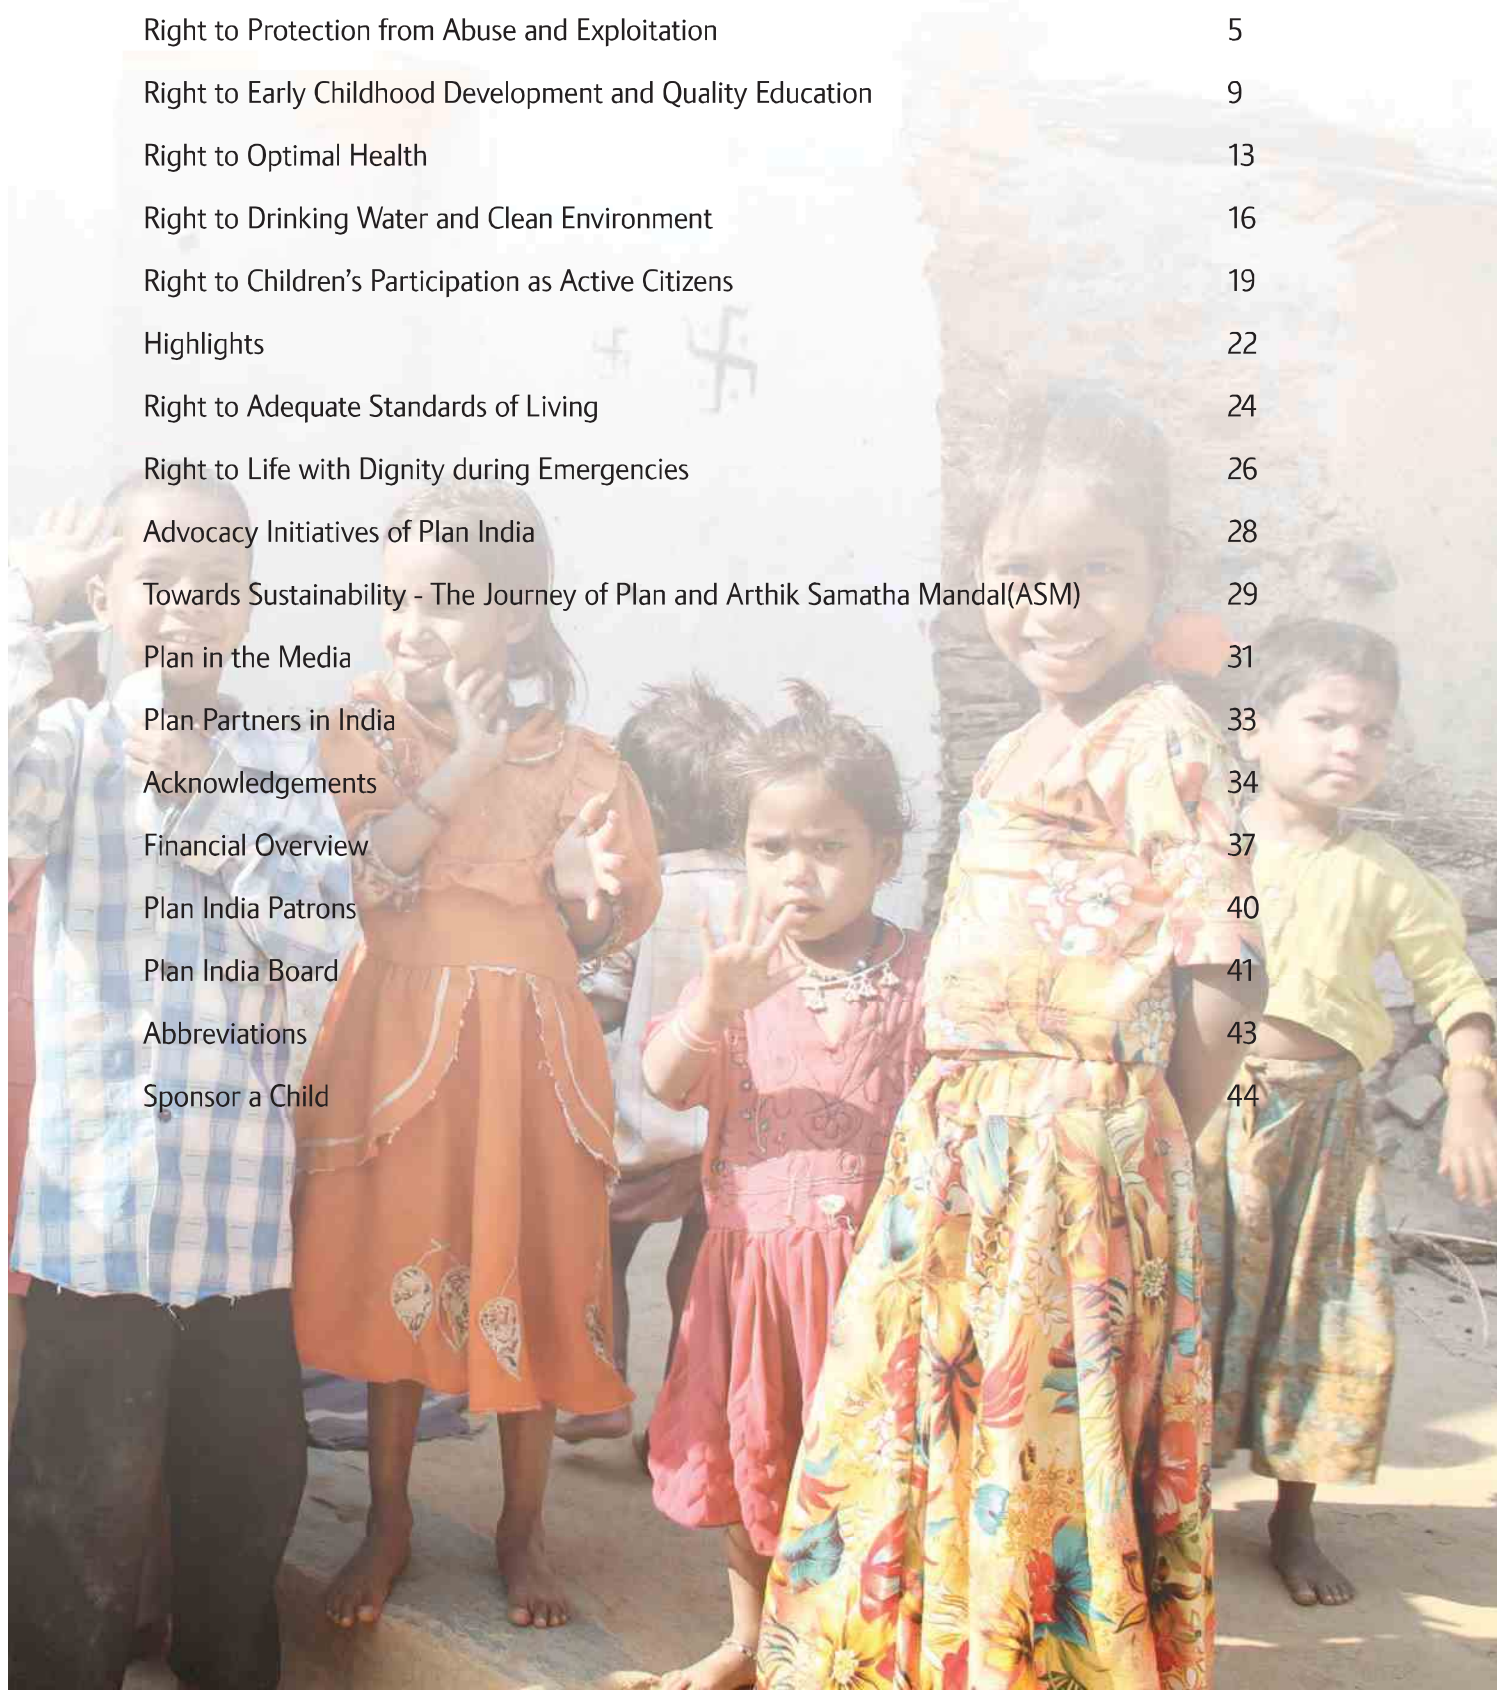 Right to Protection from Abuse and Exploitation 5
Right to Early Childhood Development and Quality Education 9
Right to Optimal Health 13
Right to Drinking Water and Clean Environment 16
Right to Children’s Participation as Active Citizens 19
Highlights 22
Right to Adequate Standards of Living 24
Right to Life with Dignity during Emergencies 26
Advocacy Initiatives of Plan India 28
Towards Sustainability - The Journey of Plan and Arthik Samatha Mandal(ASM) 29
Plan in the Media 31
Plan Partners in India 33
Acknowledgements 34
Financial Overview 37
Plan India Patrons 40
Plan India Board 41
Abbreviations 43
Sponsor a Child 44